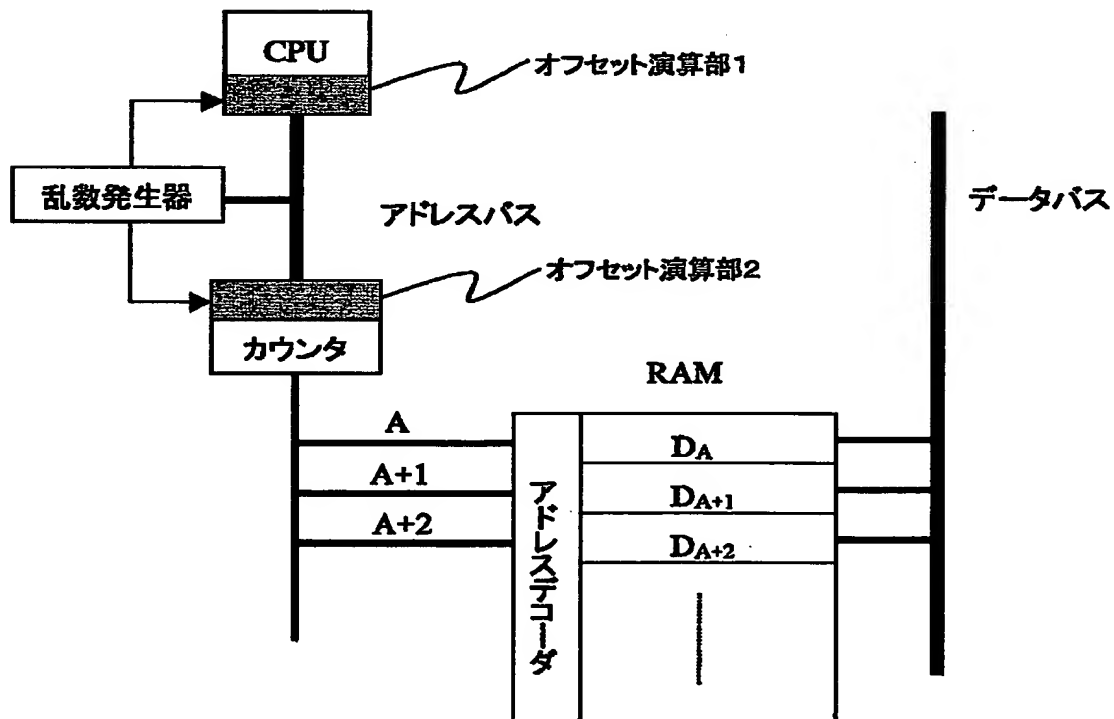 CPU
オフセット演算部1
乱数発生器
アドレスバス
データバス
オフセット演算部2
カウンタ
RAM
A
DA
A+1
DA+1
A+2
DA+2
アドレスデコーダ